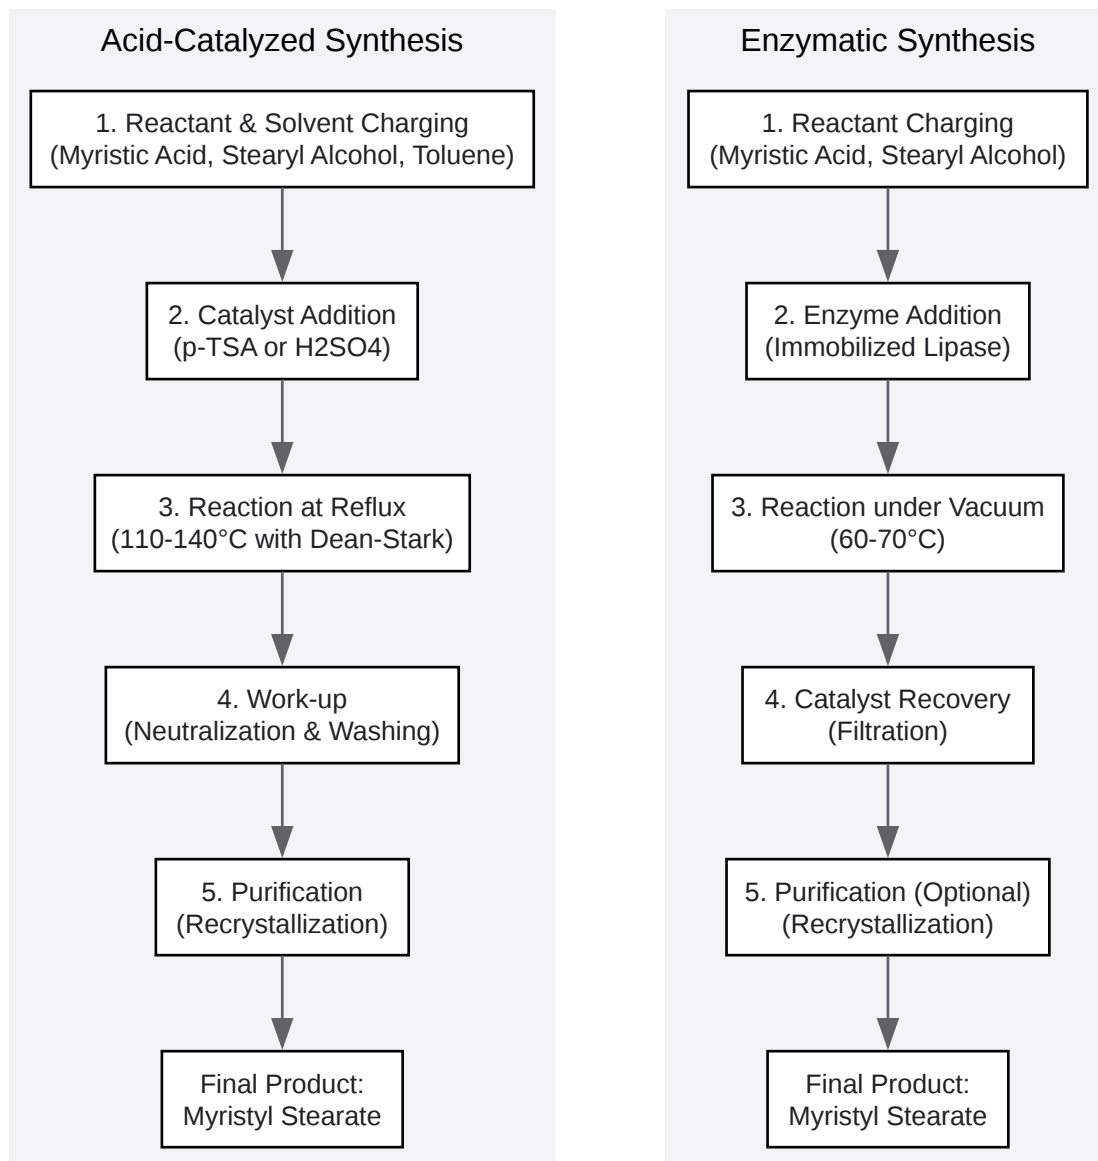 Acid-Catalyzed Synthesis
1. Reactant & Solvent Charging
(Myristic Acid, Stearyl Alcohol, Toluene)
2. Catalyst Addition
(p-TSA or H2SO4)
3. Reaction at Reflux
(110-140°C with Dean-Stark)
4. Work-up
(Neutralization & Washing)
5. Purification
(Recrystallization)
Final Product:
Myristyl Stearate
Enzymatic Synthesis
1. Reactant Charging
(Myristic Acid, Stearyl Alcohol)
2. Enzyme Addition
(Immobilized Lipase)
3. Reaction under Vacuum
(60-70°C)
4. Catalyst Recovery
(Filtration)
5. Purification (Optional)
(Recrystallization)
Final Product:
Myristyl Stearate